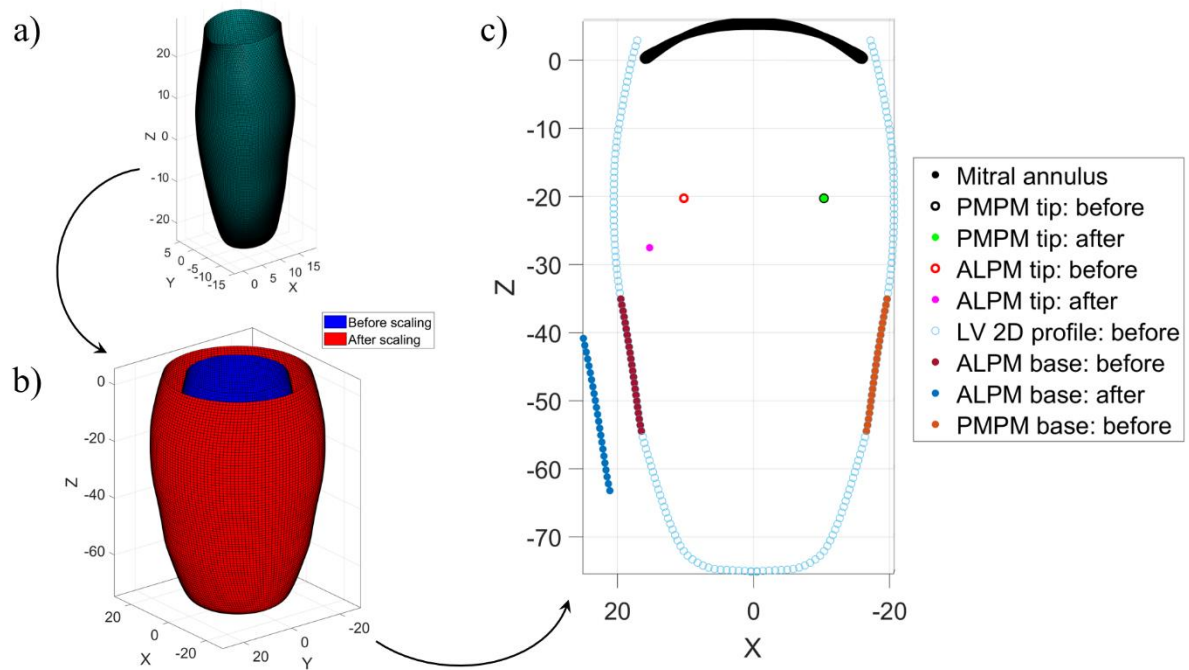 a)
20
10
Z 0
-10
-20
5
0
-5
-10
-15
Y
0
5
10
15
X
b)
Before scaling
After scaling
0
-20
Z
-40
-60
20
0
-20
X
20
0
-20
Y
c)
0
-10
-20
-30
Z
-40
-50
-60
-70
20 0 -20
X
Mitral annulus
PMPM tip: before
PMPM tip: after
ALPM tip: before
ALPM tip: after
LV 2D profile: before
ALPM base: before
ALPM base: after
PMPM base: before